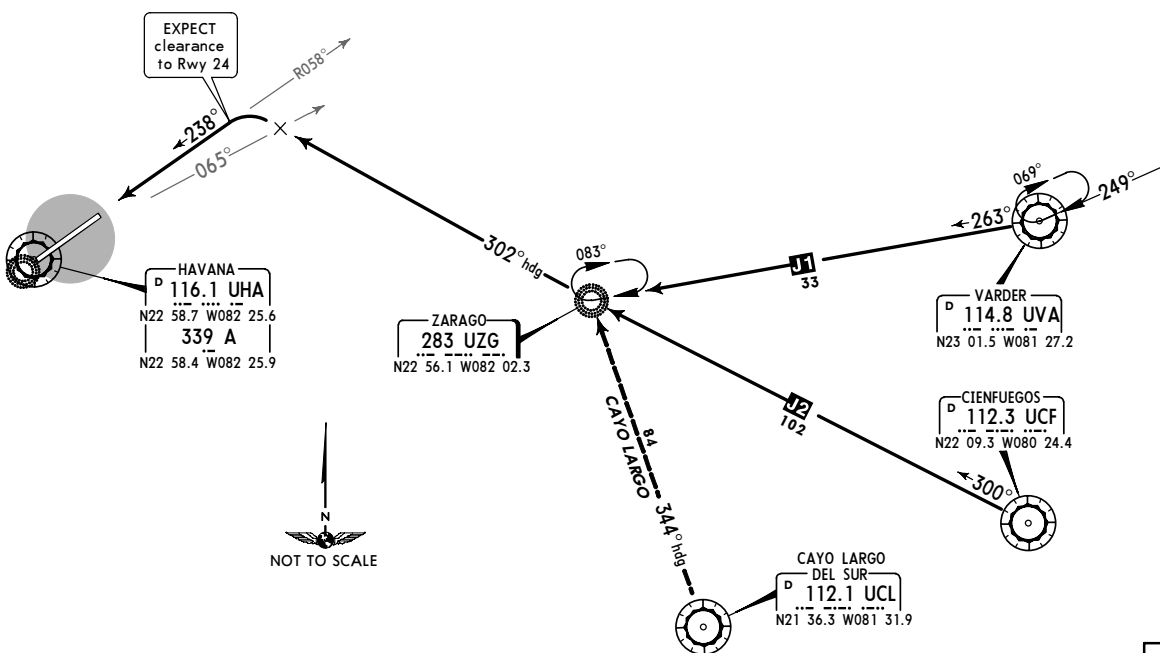 EXPECT
clearance
to Rwy 24
R058°
238°
065°
HAVANA
D 116.1 UHA
N22 58.7 W082 25.6
339 A
N22 58.4 W082 25.9
302° hdg
083°
ZARAGO
283 UZG
N22 56.1 W082 02.3
J1
33
263°
069°
249°
VARDER
D 114.8 UVA
N23 01.5 W081 27.2
J2
102
300°
CIENFUEGOS
D 112.3 UCF
N22 09.3 W080 24.4
84
CAYO LARGO
344° hdg
CAYO LARGO
DEL SUR
D 112.1 UCL
N21 36.3 W081 31.9
N
NOT TO SCALE